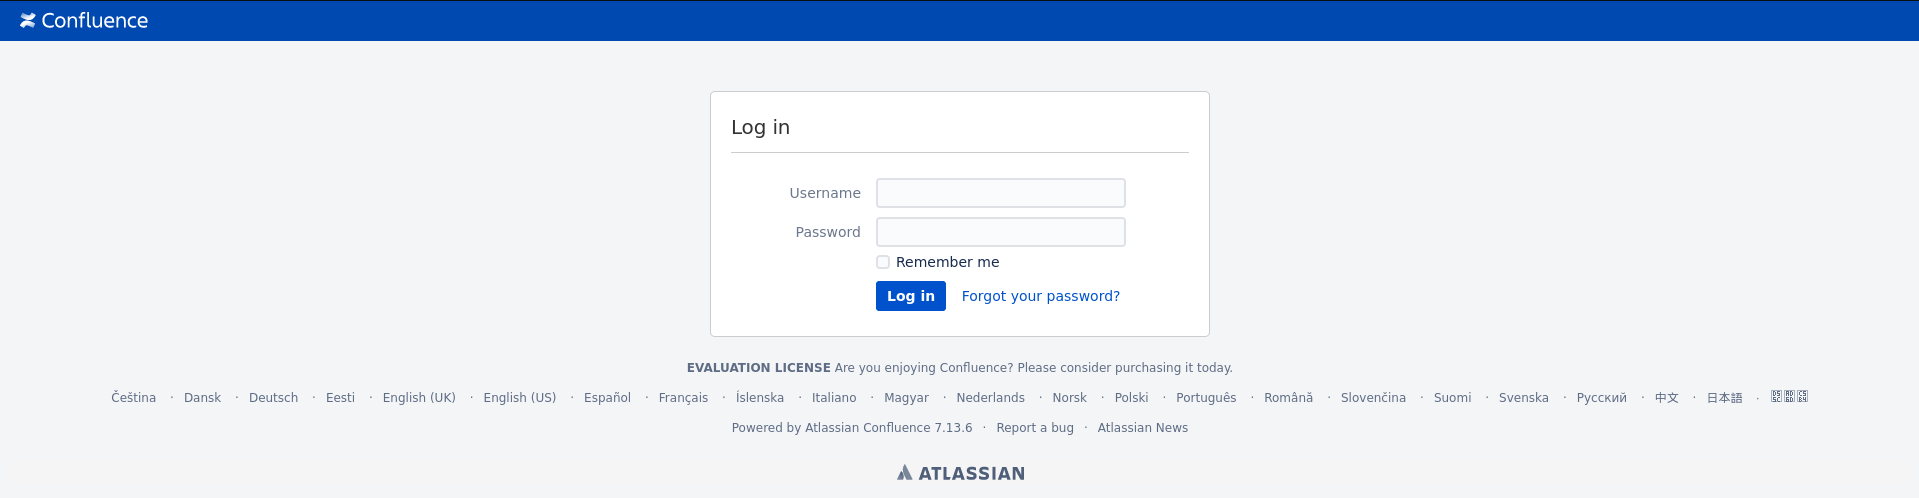 Confluence
Log in
Username
Password
Remember me
Log in Forgot your password?
EVALUATION LICENSE Are you enjoying Confluence? Please consider purchasing it today.
Čeština · Dansk · Deutsch · Eesti · English (UK) · English (US) · Español · Français · Íslenska · Italiano · Magyar · Nederlands · Norsk · Polski · Português · Română · Slovenčina · Suomi · Svenska · Русский · 中文 · 日本語 ·
Powered by Atlassian Confluence 7.13.6 · Report a bug · Atlassian News
ATLASSIAN